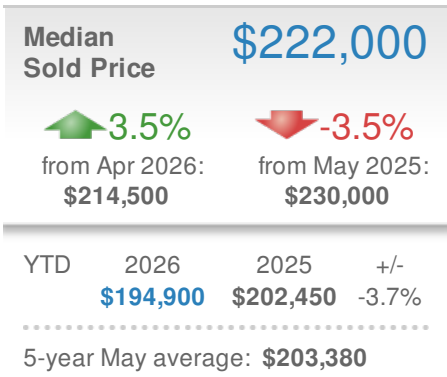 Median
Sold Price
$222,000
3.5%
-3.5%
from Apr 2026:
from May 2025:
$214,500
$230,000
YTD 2026 2025 +/-
$194,900 $202,450 -3.7%
5-year May average: $203,380